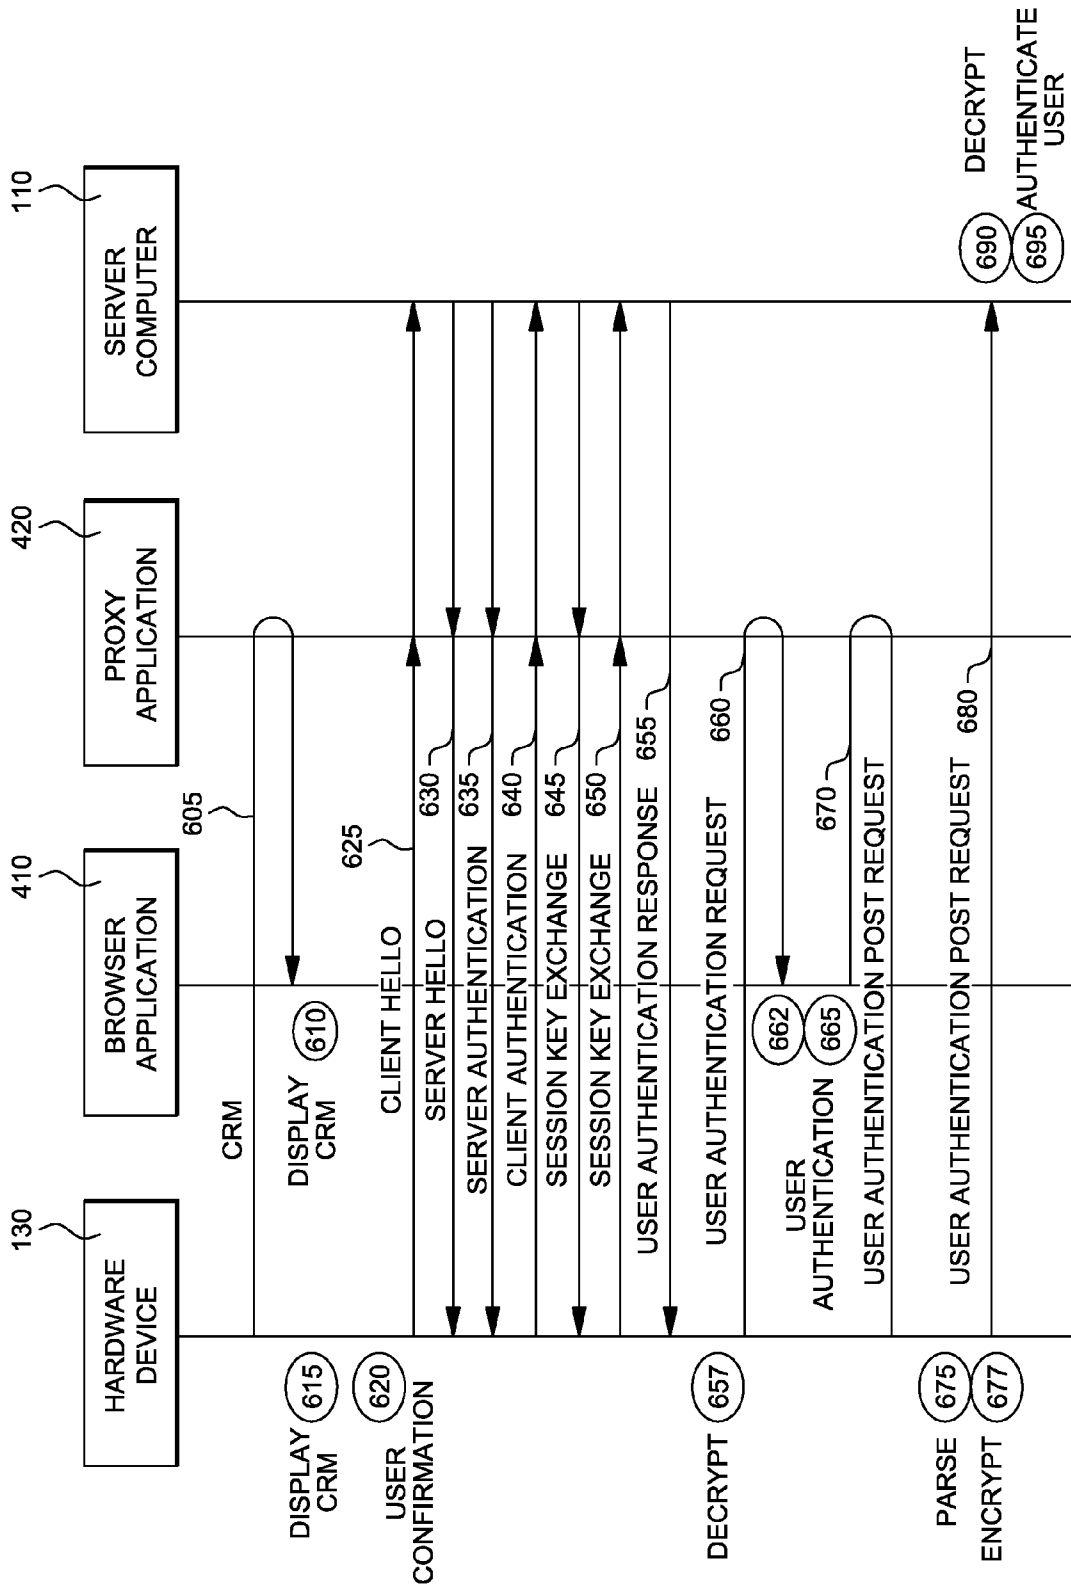 130
HARDWARE
DEVICE
410
BROWSER
APPLICATION
420
PROXY
APPLICATION
110
SERVER
COMPUTER
CRM
605
DISPLAY
CRM
610
DISPLAY
CRM
615
620
USER
CONFIRMATION
CLIENT HELLO
625
SERVER HELLO
630
SERVER AUTHENTICATION
635
CLIENT AUTHENTICATION
640
SESSION KEY EXCHANGE
645
SESSION KEY EXCHANGE
650
USER AUTHENTICATION RESPONSE
655
DECRYPT
657
USER AUTHENTICATION REQUEST
660
662
USER
AUTHENTICATION
665
670
USER AUTHENTICATION POST REQUEST
PARSE
675
ENCRYPT
677
USER AUTHENTICATION POST REQUEST
680
690
DECRYPT
695
AUTHENTICATE
USER